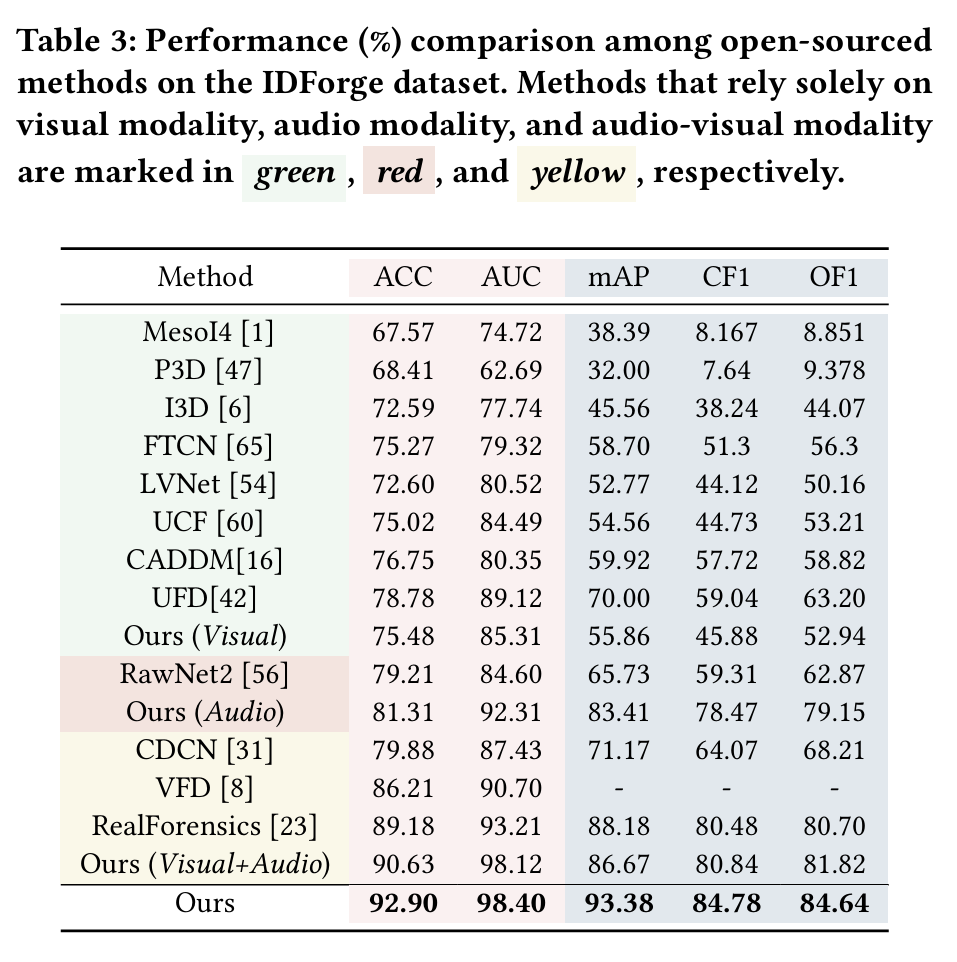 Table 3: Performance (%) comparison among open-sourced
methods on the IDForge dataset. Methods that rely solely on
visual modality, audio modality, and audio-visual modality
are marked in green, red, and yellow, respectively.
Method ACC AUC mAP CF1 OF1
MesoI4 [1] 67.57 74.72 38.39 8.167 8.851
P3D [47] 68.41 62.69 32.00 7.64 9.378
I3D [6] 72.59 77.74 45.56 38.24 44.07
FTCN [65] 75.27 79.32 58.70 51.3 56.3
LVNet [54] 72.60 80.52 52.77 44.12 50.16
UCF [60] 75.02 84.49 54.56 44.73 53.21
CADDM[16] 76.75 80.35 59.92 57.72 58.82
UFD[42] 78.78 89.12 70.00 59.04 63.20
Ours (Visual) 75.48 85.31 55.86 45.88 52.94
RawNet2 [56] 79.21 84.60 65.73 59.31 62.87
Ours (Audio) 81.31 92.31 83.41 78.47 79.15
CDCN [31] 79.88 87.43 71.17 64.07 68.21
VFD [8] 86.21 90.70 - - -
RealForensics [23] 89.18 93.21 88.18 80.48 80.70
Ours (Visual+Audio) 90.63 98.12 86.67 80.84 81.82
Ours 92.90 98.40 93.38 84.78 84.64